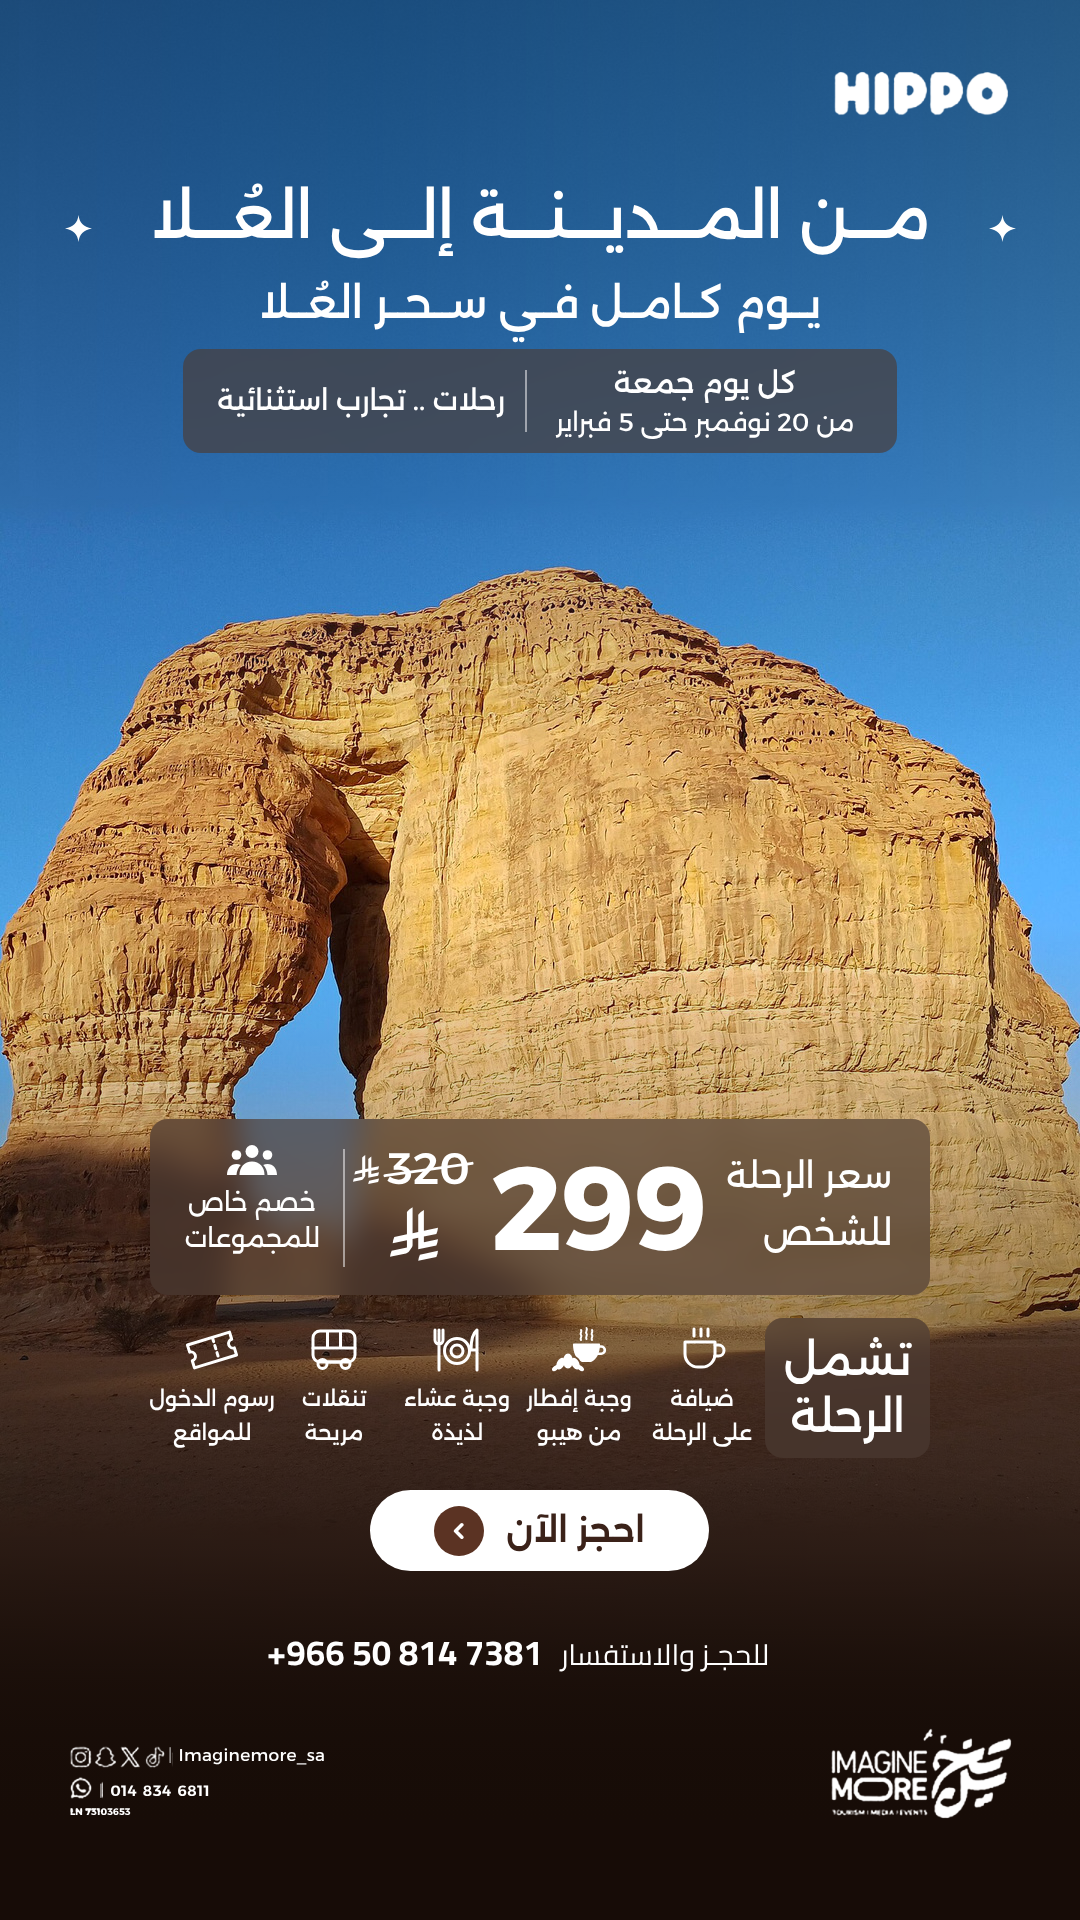 HIPPO
من المدينة إلى العُلا
يوم كامل في سحر العُلا
كل يوم جمعة
من 20 نوفمبر حتى 5 فبراير
رحلات .. تجارب استثنائية
سعر الرحلة
للشخص
299
320
خصم خاص
للمجموعات
تشمل
الرحلة
ضيافة
على الرحلة
وجبة إفطار
من هيبو
وجبة عشاء
لذيذة
تنقلات
مريحة
رسوم الدخول
للمواقع
احجز الآن
للحجز والاستفسار +966 50 814 7381
| Imaginemore_sa
| 014 834 6811
LN 73103653
IMAGINE
MORE
TOURISM | MEDIA | EVENTS